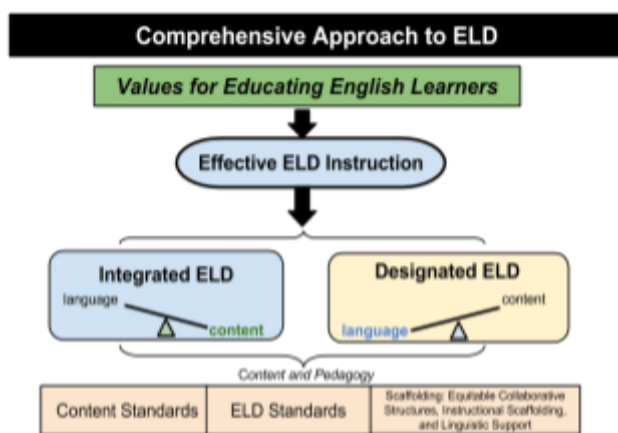 Comprehensive Approach to ELD
Values for Educating English Learners
Effective ELD Instruction
Integrated ELD
language
content
Designated ELD
content
language
Content and Pedagogy
Content Standards
ELD Standards
Scaffolding: Equitable Collaborative
Structures, Instructional Scaffolding,
and Linguistic Support